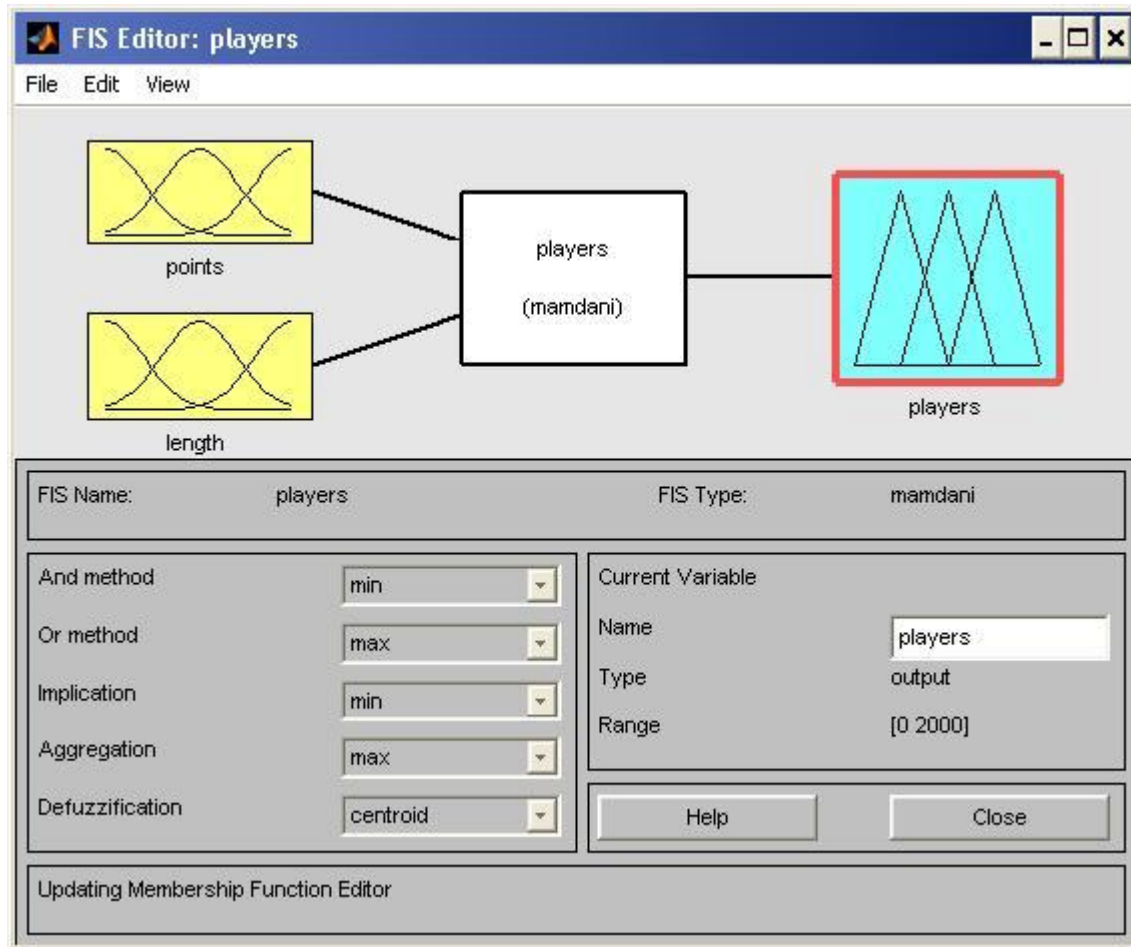 FIS Editor: players
File Edit View
points
length
players
(mamdani)
players
FIS Name: players FIS Type: mamdani
And method min
Or method max
Implication min
Aggregation max
Defuzzification centroid
Current Variable
Name players
Type output
Range [0 2000]
Help Close
Updating Membership Function Editor